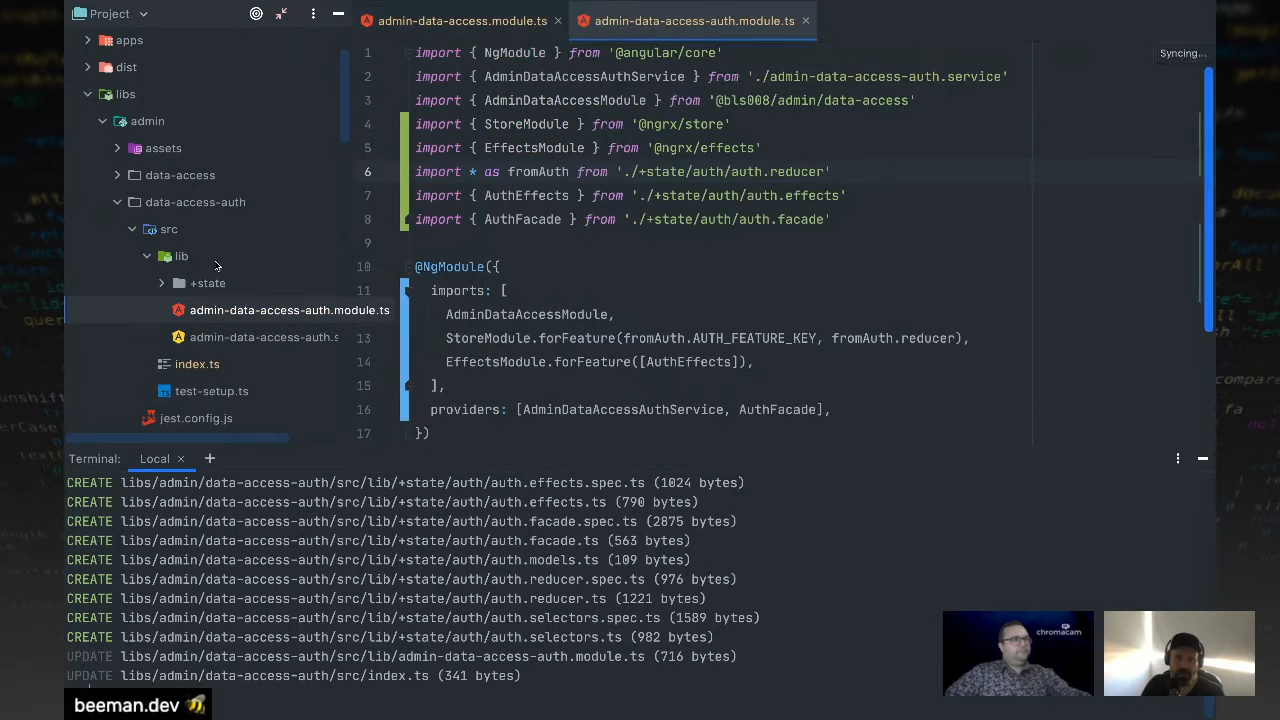 Project
admin-data-access.module.ts
admin-data-access-auth.module.ts
Syncing...
apps
dist
libs
admin
assets
data-access
data-access-auth
src
lib
+state
admin-data-access-auth.module.ts
admin-data-access-auth.s
index.ts
test-setup.ts
jest.config.js
1 import { NgModule } from '@angular/core'
2 import { AdminDataAccessAuthService } from './admin-data-access-auth.service'
3 import { AdminDataAccessModule } from '@bls008/admin/data-access'
4 import { StoreModule } from '@ngrx/store'
5 import { EffectsModule } from '@ngrx/effects'
6 import * as fromAuth from './+state/auth/auth.reducer'
7 import { AuthEffects } from './+state/auth/auth.effects'
8 import { AuthFacade } from './+state/auth/auth.facade'
9
10 @NgModule({
11 imports: [
AdminDataAccessModule,
13 StoreModule.forFeature(fromAuth.AUTH_FEATURE_KEY, fromAuth.reducer),
14 EffectsModule.forFeature([AuthEffects]),
15 ],
16 providers: [AdminDataAccessAuthService, AuthFacade],
17 })
Terminal: Local
CREATE libs/admin/data-access-auth/src/lib/+state/auth/auth.effects.spec.ts (1024 bytes)
CREATE libs/admin/data-access-auth/src/lib/+state/auth/auth.effects.ts (790 bytes)
CREATE libs/admin/data-access-auth/src/lib/+state/auth/auth.facade.spec.ts (2875 bytes)
CREATE libs/admin/data-access-auth/src/lib/+state/auth/auth.facade.ts (563 bytes)
CREATE libs/admin/data-access-auth/src/lib/+state/auth/auth.models.ts (109 bytes)
CREATE libs/admin/data-access-auth/src/lib/+state/auth/auth.reducer.spec.ts (976 bytes)
CREATE libs/admin/data-access-auth/src/lib/+state/auth/auth.reducer.ts (1221 bytes)
CREATE libs/admin/data-access-auth/src/lib/+state/auth/auth.selectors.spec.ts (1589 bytes)
CREATE libs/admin/data-access-auth/src/lib/+state/auth/auth.selectors.ts (982 bytes)
UPDATE libs/admin/data-access-auth/src/lib/admin-data-access-auth.module.ts (716 bytes)
UPDATE libs/admin/data-access-auth/src/index.ts (341 bytes)
chromacam
beeman.dev